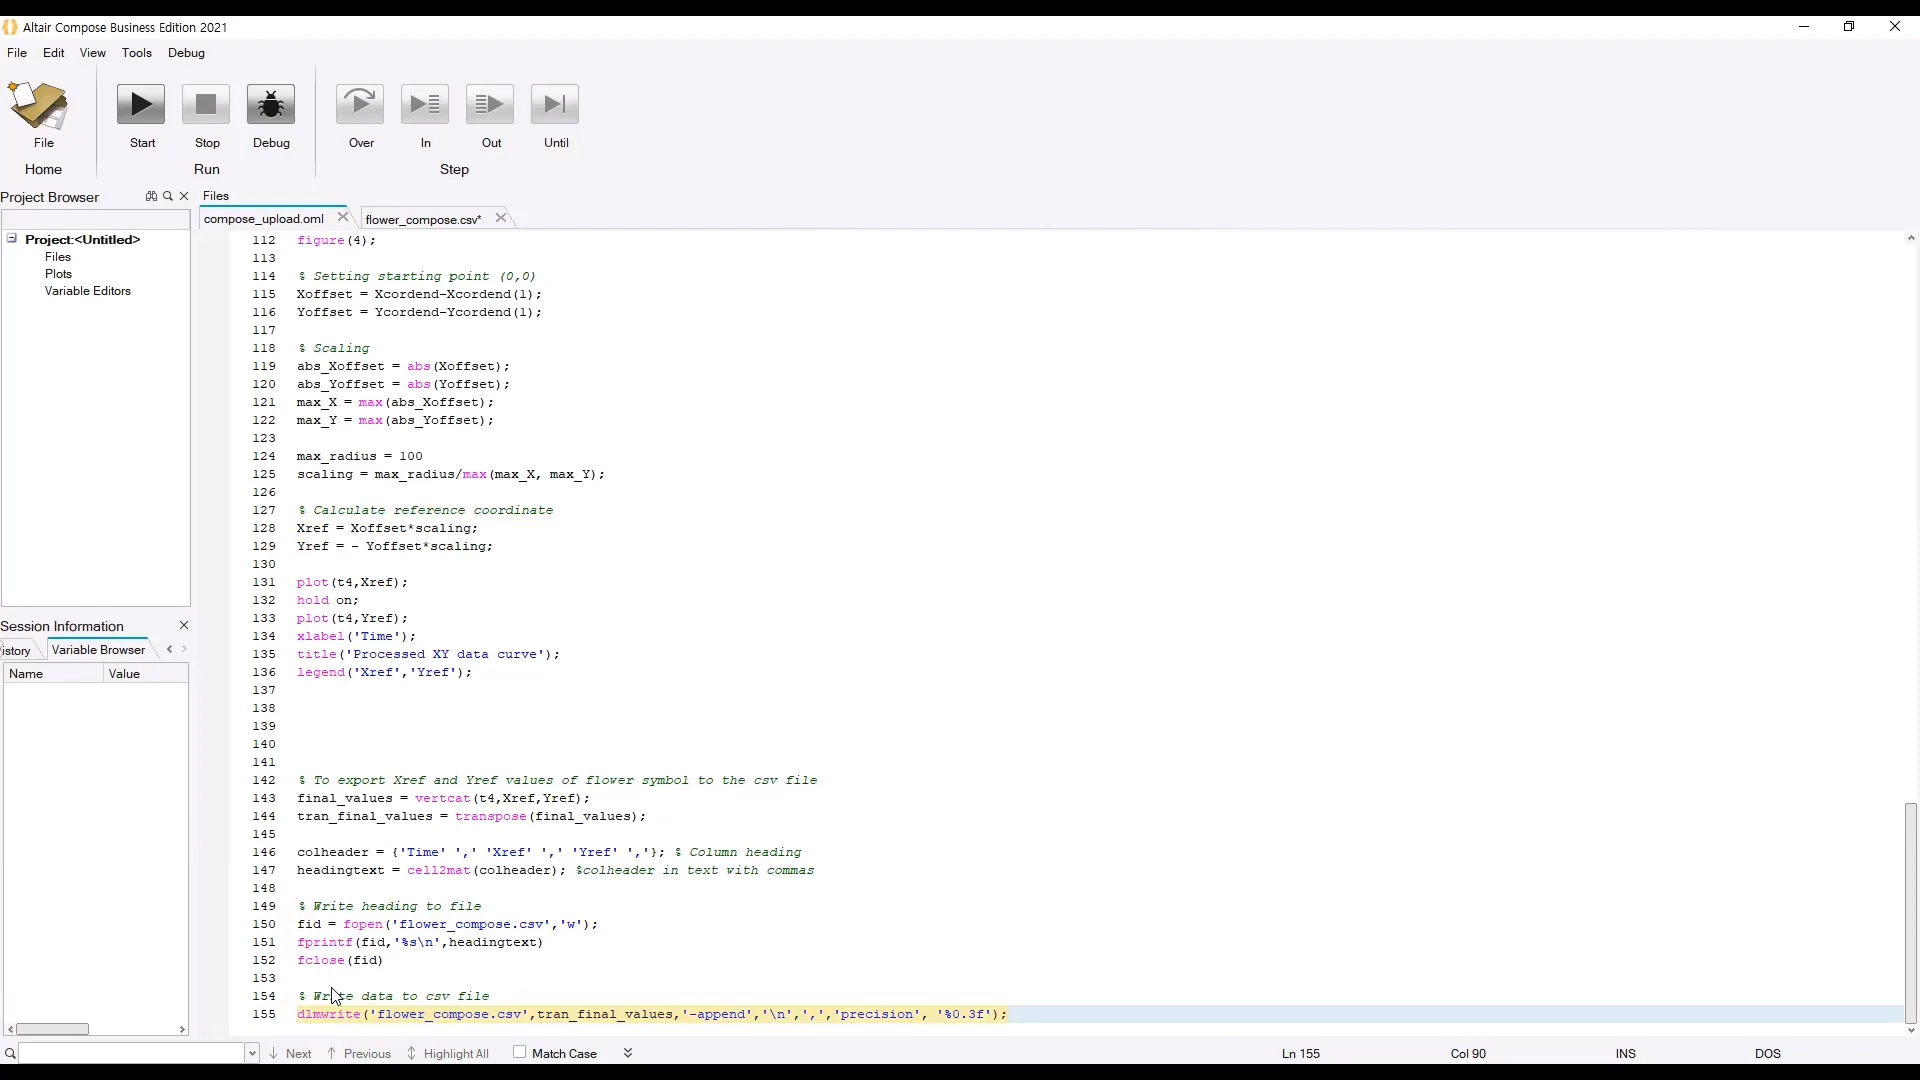 Altair Compose Business Edition 2021
File Edit View Tools Debug
File Start Stop Debug Over In Out Until
Home Run Step
Project Browser
Files
compose_upload.oml flower_compose.csv*
Project:<Untitled>
Files
Plots
Variable Editors
112 figure(4);
113
114 % Setting starting point (0,0)
115 Xoffset = Xcordend-Xcordend(1);
116 Yoffset = Ycordend-Ycordend(1);
117
118 % Scaling
119 abs_Xoffset = abs(Xoffset);
120 abs_Yoffset = abs(Yoffset);
121 max_X = max(abs_Xoffset);
122 max_Y = max(abs_Yoffset);
123
124 max_radius = 100
125 scaling = max_radius/max(max_X, max_Y);
126
127 % Calculate reference coordinate
128 Xref = Xoffset*scaling;
129 Yref = - Yoffset*scaling;
130
131 plot(t4,Xref);
132 hold on;
133 plot(t4,Yref);
134 xlabel('Time');
135 title('Processed XY data curve');
136 legend('Xref','Yref');
137
138
139
140
141
142 % To export Xref and Yref values of flower symbol to the csv file
143 final_values = vertcat(t4,Xref,Yref);
144 tran_final_values = transpose(final_values);
145
146 colheader = {'Time' ',' 'Xref' ',' 'Yref' ','}; % Column heading
147 headingtext = cell2mat(colheader); %colheader in text with commas
148
149 % Write heading to file
150 fid = fopen('flower_compose.csv','w');
151 fprintf(fid,'%s\n',headingtext)
152 fclose(fid)
153
154 % Write data to csv file
155 dlmwrite('flower_compose.csv',tran_final_values,'-append','\n',',','precision', '%0.3f');
Session Information
istory Variable Browser
Name Value
Next Previous Highlight All Match Case Ln 155 Col 90 INS DOS